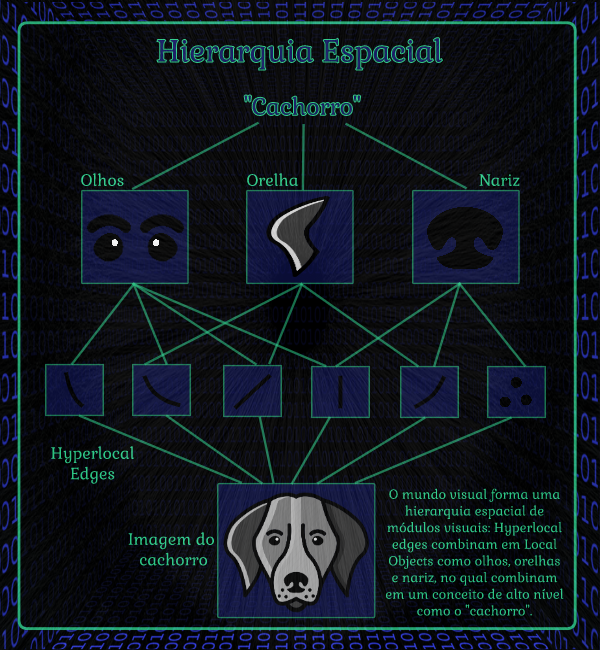 Hierarquia Espacial
"Cachorro"
Olhos
Orelha
Nariz
Hyperlocal
Edges
Imagem do
cachorro
O mundo visual forma uma
hierarquia espacial de
módulos visuais: Hyperlocal
edges combinam em Local
Objects como olhos, orelhas
e nariz, no qual combinam
em um conceito de alto nível
como o "cachorro".